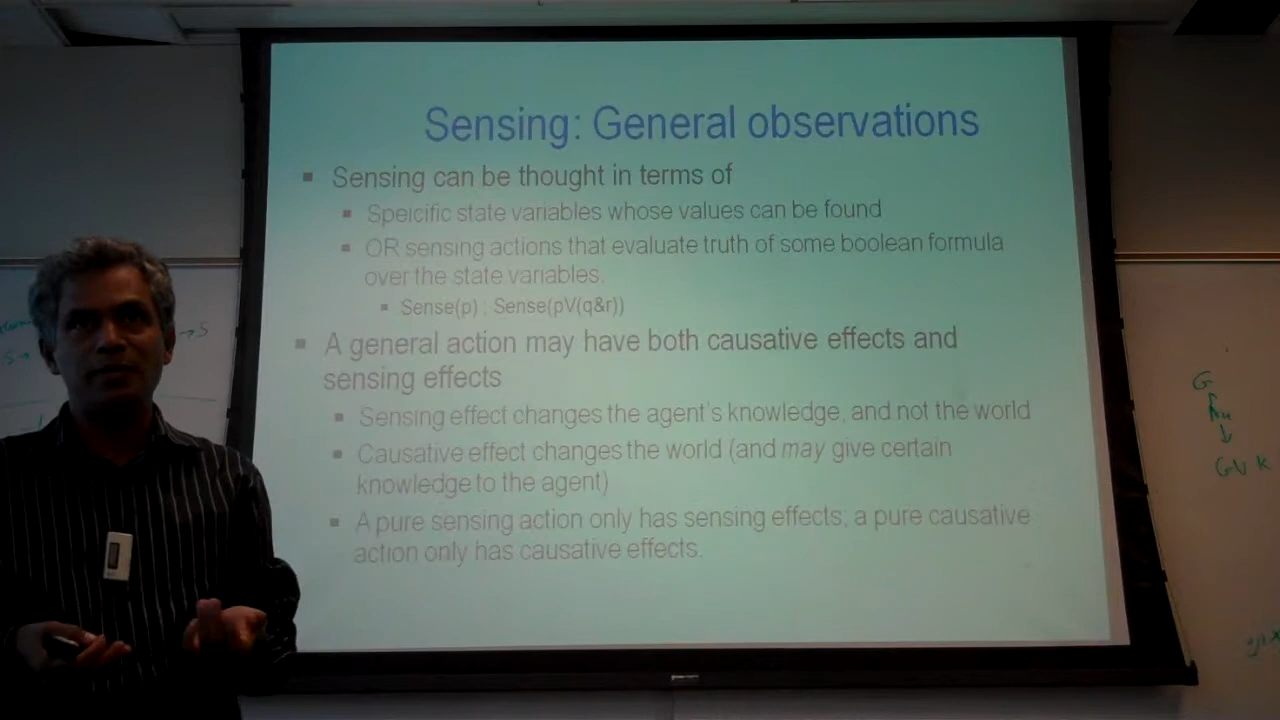 Sensing: General observations
Sensing can be thought in terms of
Speicific state variables whose values can be found
OR sensing actions that evaluate truth of some boolean formula
over the state variables.
Sense(p) ; Sense(pV(q&r))
A general action may have both causative effects and
sensing effects
Sensing effect changes the agent's knowledge, and not the world
Causative effect changes the world (and may give certain
knowledge to the agent)
A pure sensing action only has sensing effects; a pure causative
action only has causative effects.
→S
S→
G
GVK